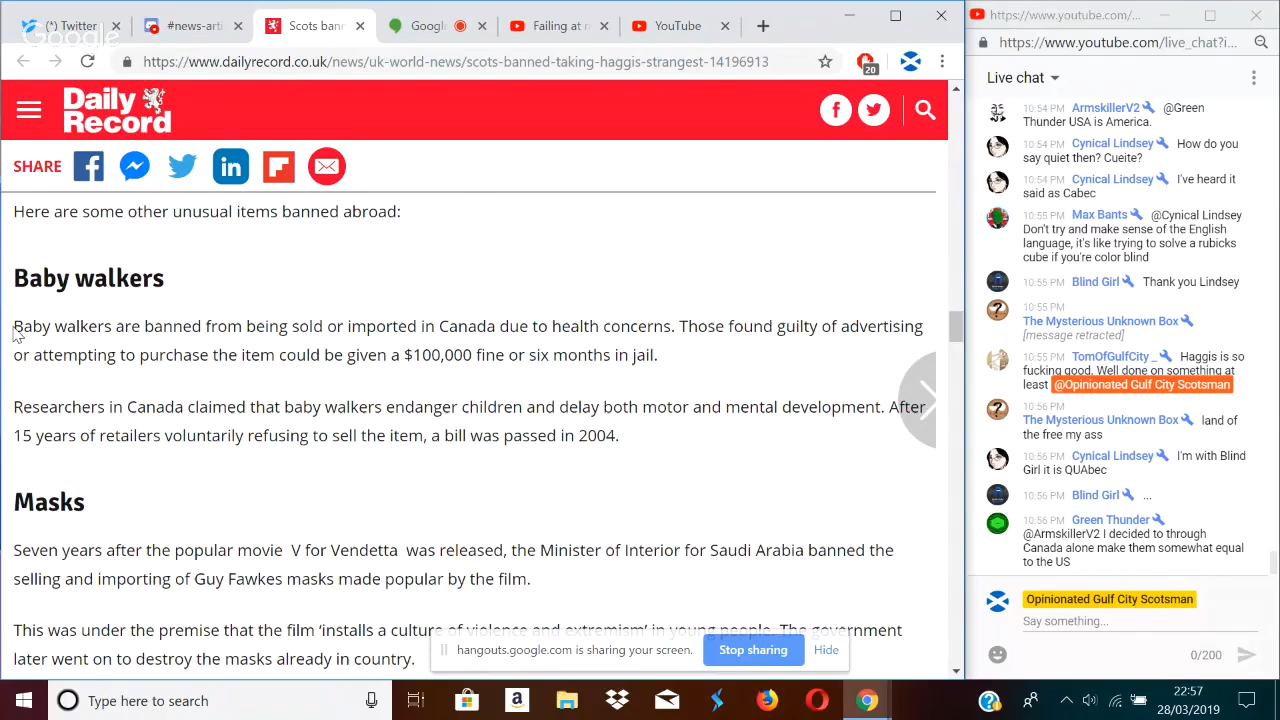 (*) Twitter
#news-arti
Scots bann
Googl
Failing at r
YouTube
Google
https://www.dailyrecord.co.uk/news/uk-world-news/scots-banned-taking-haggis-strangest-14196913
20
Daily
Record
SHARE
Here are some other unusual items banned abroad:
Baby walkers
Baby walkers are banned from being sold or imported in Canada due to health concerns. Those found guilty of advertising
or attempting to purchase the item could be given a $100,000 fine or six months in jail.
Researchers in Canada claimed that baby walkers endanger children and delay both motor and mental development. After
15 years of retailers voluntarily refusing to sell the item, a bill was passed in 2004.
Masks
Seven years after the popular movie V for Vendetta was released, the Minister of Interior for Saudi Arabia banned the
selling and importing of Guy Fawkes masks made popular by the film.
This was under the premise that the film ‘installs a culture of violence and extremism’ in young people. The government
later went on to destroy the masks already in country.
hangouts.google.com is sharing your screen.
Stop sharing
Hide
https://www.youtube.com/...
https://www.youtube.com/live_chat?i...
Live chat
10:54 PM ArmskillerV2 @Green
Thunder USA is America.
10:54 PM Cynical Lindsey How do you
say quiet then? Cueite?
10:54 PM Cynical Lindsey I've heard it
said as Cabec
10:55 PM Max Bants @Cynical Lindsey
Don't try and make sense of the English
language, it's like trying to solve a rubicks
cube if you're color blind
10:55 PM Blind Girl Thank you Lindsey
10:55 PM
The Mysterious Unknown Box
[message retracted]
10:55 PM TomOfGulfCity _ Haggis is so
fucking good. Well done on something at
least @Opinionated Gulf City Scotsman
10:56 PM
The Mysterious Unknown Box land of
the free my ass
10:56 PM Cynical Lindsey I'm with Blind
Girl it is QUAbec
10:56 PM Blind Girl ...
10:56 PM Green Thunder
@ArmskillerV2 I decided to through
Canada alone make them somewhat equal
to the US
Opinionated Gulf City Scotsman
Say something...
0/200
Type here to search
22:57
28/03/2019